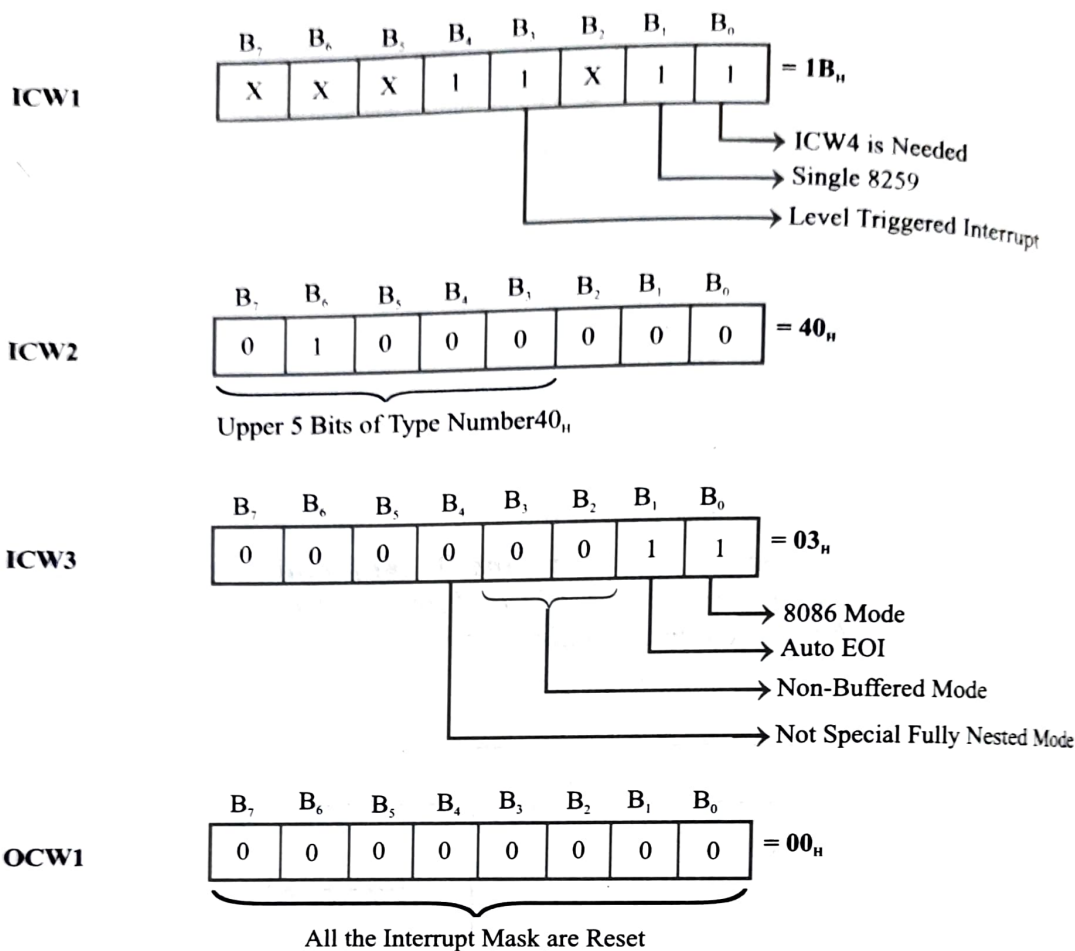 B₇ B₆ B₅ B₄ B₃ B₂ B₁ B₀
ICW1 X X X 1 1 X 1 1 = 1B_H
ICW4 is Needed
Single 8259
Level Triggered Interrupt
B₇ B₆ B₅ B₄ B₃ B₂ B₁ B₀
ICW2 0 1 0 0 0 0 0 0 = 40_H
Upper 5 Bits of Type Number40_H
B₇ B₆ B₅ B₄ B₃ B₂ B₁ B₀
ICW3 0 0 0 0 0 0 1 1 = 03_H
8086 Mode
Auto EOI
Non-Buffered Mode
Not Special Fully Nested Mode
B₇ B₆ B₅ B₄ B₃ B₂ B₁ B₀
OCW1 0 0 0 0 0 0 0 0 = 00_H
All the Interrupt Mask are Reset